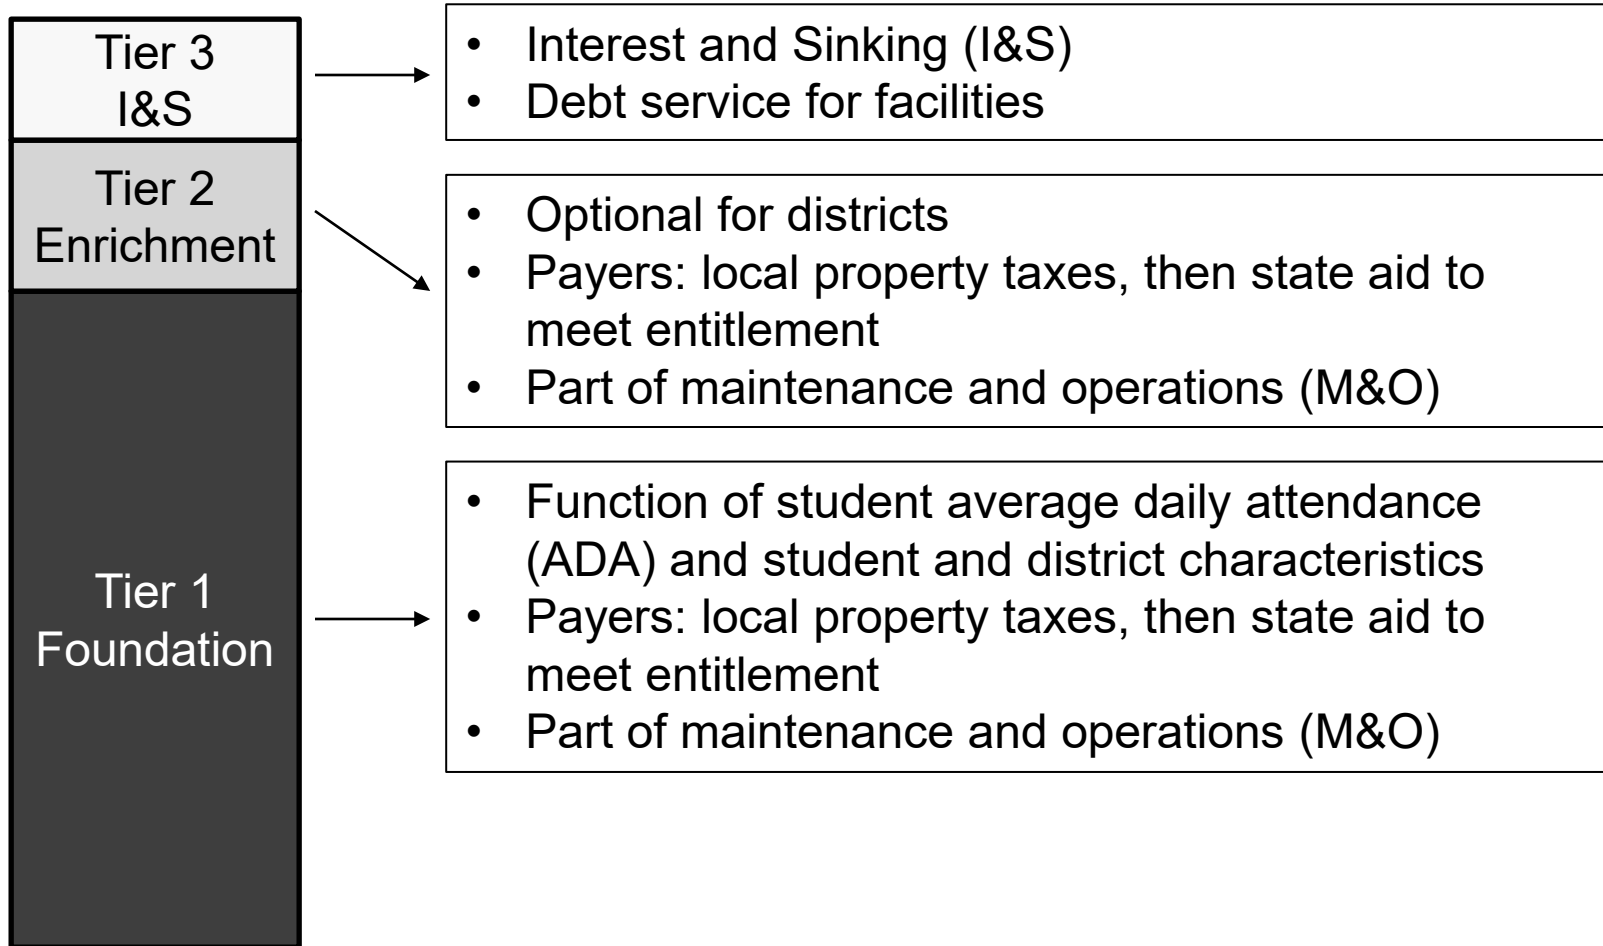 Tier 3
I&S
• Interest and Sinking (I&S)
• Debt service for facilities
Tier 2
Enrichment
• Optional for districts
• Payers: local property taxes, then state aid to
meet entitlement
• Part of maintenance and operations (M&O)
Tier 1
Foundation
• Function of student average daily attendance
(ADA) and student and district characteristics
• Payers: local property taxes, then state aid to
meet entitlement
• Part of maintenance and operations (M&O)